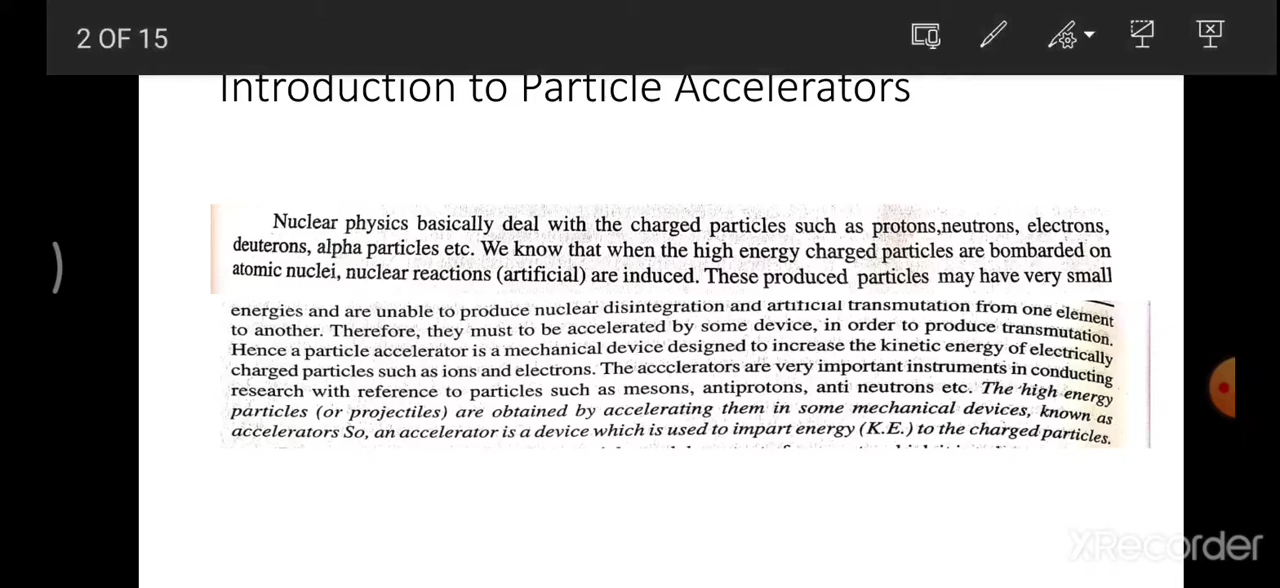 2 OF 15
Introduction to Particle Accelerators
Nuclear physics basically deal with the charged particles such as protons,neutrons, electrons,
deuterons, alpha particles etc. We know that when the high energy charged particles are bombarded on
atomic nuclei, nuclear reactions (artificial) are induced. These produced particles may have very small
energies and are unable to produce nuclear disintegration and artificial transmutation from one element
to another. Therefore, they must to be accelerated by some device, in order to produce transmutation.
Hence a particle accelerator is a mechanical device designed to increase the kinetic energy of electrically
charged particles such as ions and electrons. The accclerators are very important instruments in conducting
research with reference to particles such as mesons, antiprotons, anti neutrons etc. The high energy
particles (or projectiles) are obtained by accelerating them in some mechanical devices, known as
accelerators So, an accelerator is a device which is used to impart energy (K.E.) to the charged particles.
XRecorder